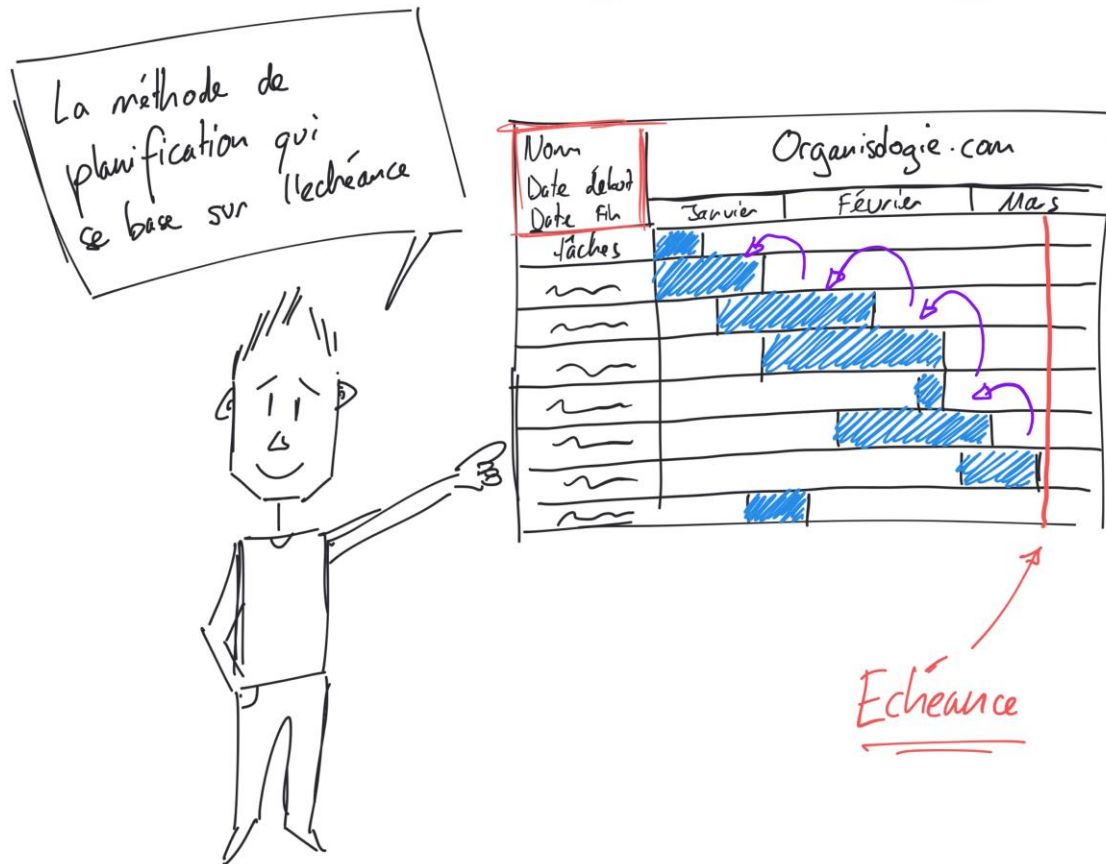 La méthode de
planification qui
se base sur l'echéance
Nom
Date début
Date fin
Organisologie.com
Janvier
Février
Mars
tâches
Echéance